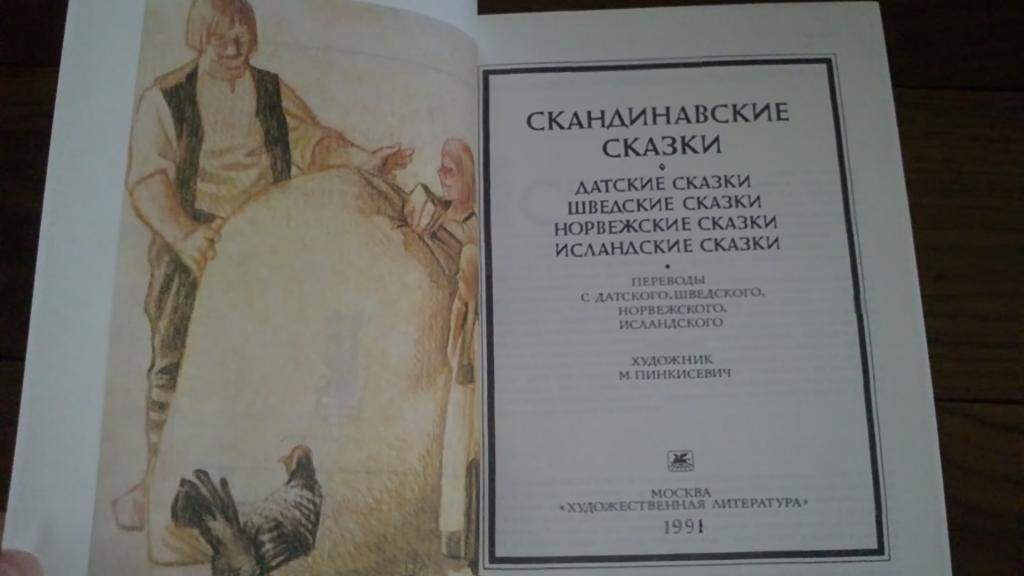 СКАНДИНАВСКИЕ
СКАЗКИ
ДАТСКИЕ СКАЗКИ
ШВЕДСКИЕ СКАЗКИ
НОРВЕЖСКИЕ СКАЗКИ
ИСЛАНДСКИЕ СКАЗКИ
ПЕРЕВОДЫ
С ДАТСКОГО, ШВЕДСКОГО,
НОРВЕЖСКОГО,
ИСЛАНДСКОГО
ХУДОЖНИК
М. ПИНКИСЕВИЧ
МОСКВА
«ХУДОЖЕСТВЕННАЯ ЛИТЕРАТУРА»
1991